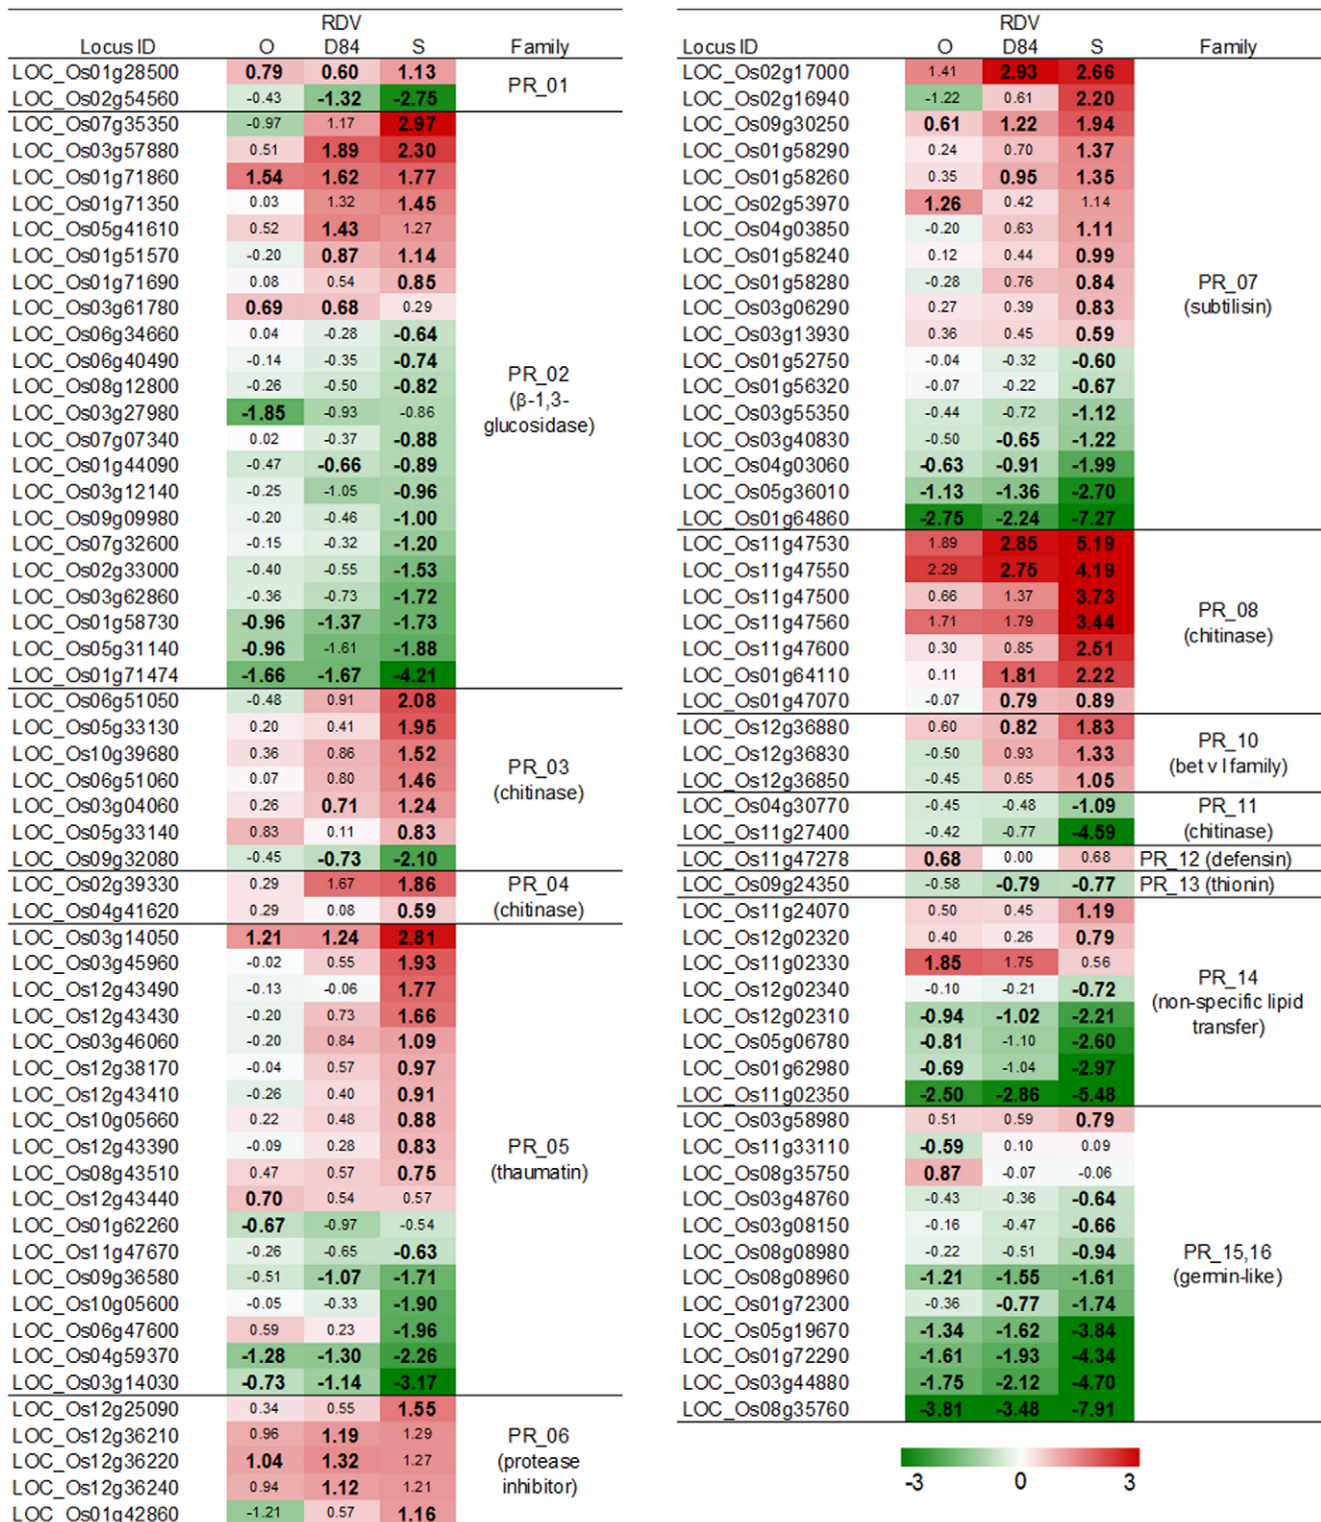 RDV
Locus ID O D84 S Family
LOC_Os01g28500 0.79 0.60 1.13
PR_01
LOC_Os02g54560 -0.43 -1.32 -2.75
LOC_Os07g35350 -0.97 1.17 2.97
LOC_Os03g57880 0.51 1.89 2.30
LOC_Os01g71860 1.54 1.62 1.77
LOC_Os01g71350 0.03 1.32 1.45
LOC_Os05g41610 0.52 1.43 1.27
LOC_Os01g51570 -0.20 0.87 1.14
LOC_Os01g71690 0.08 0.54 0.85
LOC_Os03g61780 0.69 0.68 0.29
LOC_Os06g34660 0.04 -0.28 -0.64
LOC_Os06g40490 -0.14 -0.35 -0.74
PR_02
LOC_Os08g12800 -0.26 -0.50 -0.82
(β-1,3-
LOC_Os03g27980 -1.85 -0.93 -0.86
glucosidase)
LOC_Os07g07340 0.02 -0.37 -0.88
LOC_Os01g44090 -0.47 -0.66 -0.89
LOC_Os03g12140 -0.25 -1.05 -0.96
LOC_Os09g09980 -0.20 -0.46 -1.00
LOC_Os07g32600 -0.15 -0.32 -1.20
LOC_Os02g33000 -0.40 -0.55 -1.53
LOC_Os03g62860 -0.36 -0.73 -1.72
LOC_Os01g58730 -0.96 -1.37 -1.73
LOC_Os05g31140 -0.96 -1.61 -1.88
LOC_Os01g71474 -1.66 -1.67 -4.21
LOC_Os06g51050 -0.48 0.91 2.08
LOC_Os05g33130 0.20 0.41 1.95
LOC_Os10g39680 0.36 0.86 1.52
PR_03
LOC_Os06g51060 0.07 0.80 1.46
(chitinase)
LOC_Os03g04060 0.26 0.71 1.24
LOC_Os05g33140 0.83 0.11 0.83
LOC_Os09g32080 -0.45 -0.73 -2.10
LOC_Os02g39330 0.29 1.67 1.86 PR_04
LOC_Os04g41620 0.29 0.08 0.59 (chitinase)
LOC_Os03g14050 1.21 1.24 2.81
LOC_Os03g45960 -0.02 0.55 1.93
LOC_Os12g43490 -0.13 -0.06 1.77
LOC_Os12g43430 -0.20 0.73 1.66
LOC_Os03g46060 -0.20 0.84 1.09
LOC_Os12g38170 -0.04 0.57 0.97
LOC_Os12g43410 -0.26 0.40 0.91
LOC_Os10g05660 0.22 0.48 0.88
LOC_Os12g43390 -0.09 0.28 0.83 PR_05
LOC_Os08g43510 0.47 0.57 0.75 (thaumatin)
LOC_Os12g43440 0.70 0.54 0.57
LOC_Os01g62260 -0.67 -0.97 -0.54
LOC_Os11g47670 -0.26 -0.65 -0.63
LOC_Os09g36580 -0.51 -1.07 -1.71
LOC_Os10g05600 -0.05 -0.33 -1.90
LOC_Os06g47600 0.59 0.23 -1.96
LOC_Os04g59370 -1.28 -1.30 -2.26
LOC_Os03g14030 -0.73 -1.14 -3.17
LOC_Os12g25090 0.34 0.55 1.55
LOC_Os12g36210 0.96 1.19 1.29 PR_06
LOC_Os12g36220 1.04 1.32 1.27 (protease
LOC_Os12g36240 0.94 1.12 1.21 inhibitor)
LOC_Os01g42860 -1.21 0.57 1.16
RDV
Locus ID O D84 S Family
LOC_Os02g17000 1.41 2.93 2.66
LOC_Os02g16940 -1.22 0.61 2.20
LOC_Os09g30250 0.61 1.22 1.94
LOC_Os01g58290 0.24 0.70 1.37
LOC_Os01g58260 0.35 0.95 1.35
LOC_Os02g53970 1.26 0.42 1.14
LOC_Os04g03850 -0.20 0.63 1.11
LOC_Os01g58240 0.12 0.44 0.99
LOC_Os01g58280 -0.28 0.76 0.84 PR_07
LOC_Os03g06290 0.27 0.39 0.83 (subtilisin)
LOC_Os03g13930 0.36 0.45 0.59
LOC_Os01g52750 -0.04 -0.32 -0.60
LOC_Os01g56320 -0.07 -0.22 -0.67
LOC_Os03g55350 -0.44 -0.72 -1.12
LOC_Os03g40830 -0.50 -0.65 -1.22
LOC_Os04g03060 -0.63 -0.91 -1.99
LOC_Os05g36010 -1.13 -1.36 -2.70
LOC_Os01g64860 -2.75 -2.24 -7.27
LOC_Os11g47530 1.89 2.85 5.19
LOC_Os11g47550 2.29 2.75 4.19
LOC_Os11g47500 0.66 1.37 3.73
PR_08
LOC_Os11g47560 1.71 1.79 3.44
(chitinase)
LOC_Os11g47600 0.30 0.85 2.51
LOC_Os01g64110 0.11 1.81 2.22
LOC_Os01g47070 -0.07 0.79 0.89
LOC_Os12g36880 0.60 0.82 1.83
PR_10
LOC_Os12g36830 -0.50 0.93 1.33
(bet v I family)
LOC_Os12g36850 -0.45 0.65 1.05
LOC_Os04g30770 -0.45 -0.48 -1.09 PR_11
LOC_Os11g27400 -0.42 -0.77 -4.59 (chitinase)
LOC_Os11g47278 0.68 0.00 0.68 PR_12 (defensin)
LOC_Os09g24350 -0.58 -0.79 -0.77 PR_13 (thionin)
LOC_Os11g24070 0.50 0.45 1.19
LOC_Os12g02320 0.40 0.26 0.79
LOC_Os11g02330 1.85 1.75 0.56
PR_14
LOC_Os12g02340 -0.10 -0.21 -0.72
(non-specific lipid
LOC_Os12g02310 -0.94 -1.02 -2.21
transfer)
LOC_Os05g06780 -0.81 -1.10 -2.60
LOC_Os01g62980 -0.69 -1.04 -2.97
LOC_Os11g02350 -2.50 -2.86 -5.48
LOC_Os03g58980 0.51 0.59 0.79
LOC_Os11g33110 -0.59 0.10 0.09
LOC_Os08g35750 0.87 -0.07 -0.06
LOC_Os03g48760 -0.43 -0.36 -0.64
LOC_Os03g08150 -0.16 -0.47 -0.66
LOC_Os08g08980 -0.22 -0.51 -0.94 PR_15,16
LOC_Os08g08960 -1.21 -1.55 -1.61 (germin-like)
LOC_Os01g72300 -0.36 -0.77 -1.74
LOC_Os05g19670 -1.34 -1.62 -3.84
LOC_Os01g72290 -1.61 -1.93 -4.34
LOC_Os03g44880 -1.75 -2.12 -4.70
LOC_Os08g35760 -3.81 -3.48 -7.91
-3 0 3